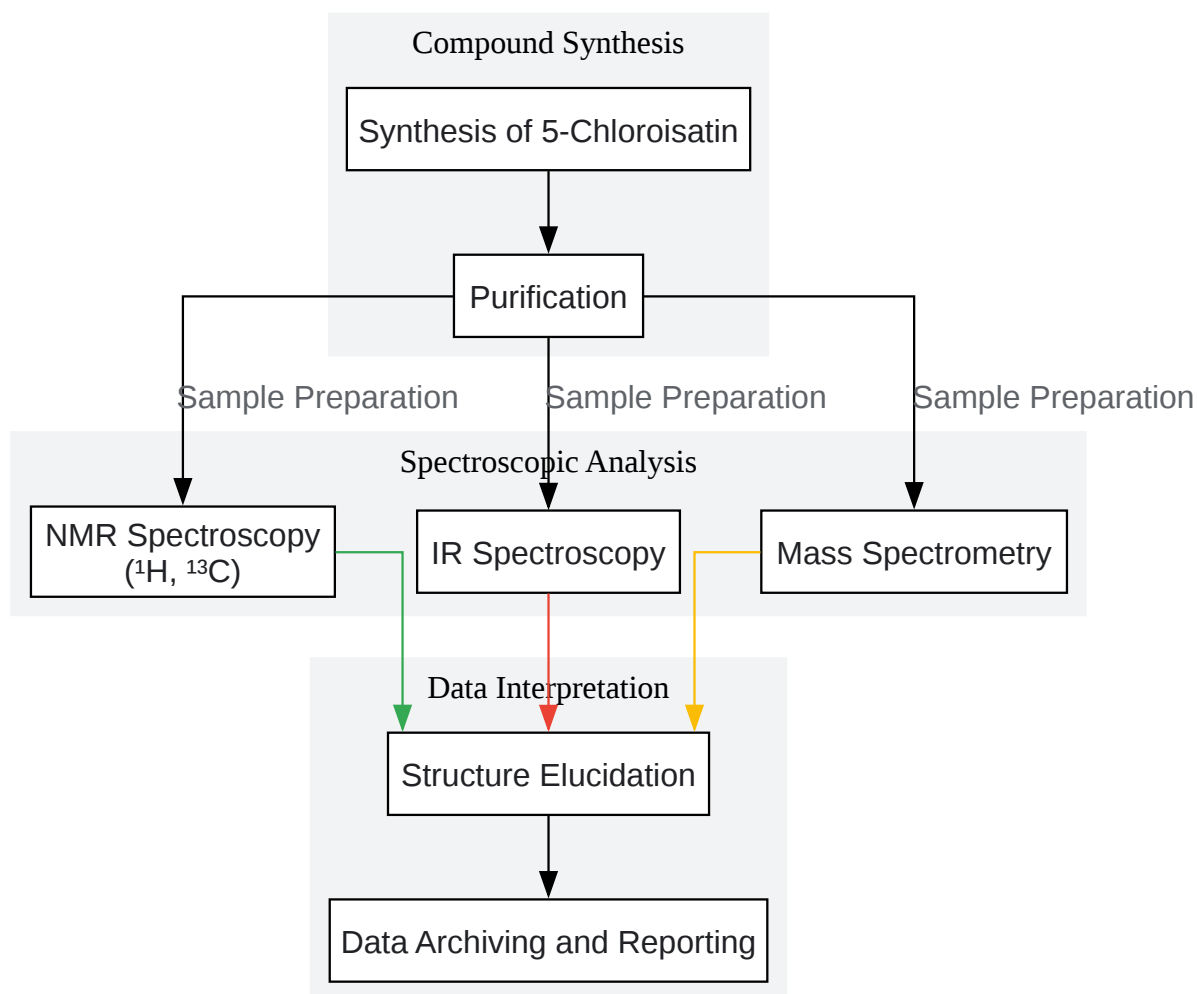 Compound Synthesis
Synthesis of 5-Chloroisatin
Purification
Sample Preparation
Sample Preparation
Sample Preparation
Spectroscopic Analysis
NMR Spectroscopy
(¹H, ¹³C)
IR Spectroscopy
Mass Spectrometry
Data Interpretation
Structure Elucidation
Data Archiving and Reporting